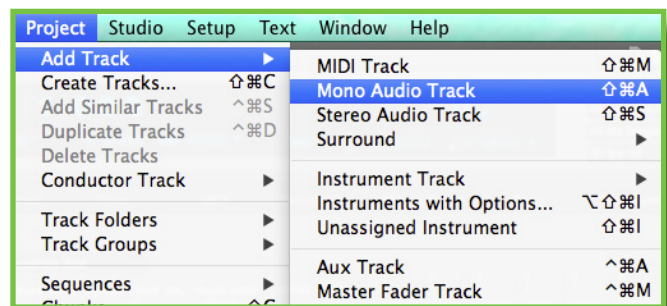 Project Studio Setup Text Window Help
Add Track ▶
Create Tracks... ⇧⌘C
Add Similar Tracks ^⌘S
Duplicate Tracks ^⌘D
Delete Tracks
Conductor Track ▶
Track Folders ▶
Track Groups ▶
Sequences ▶
MIDI Track ⇧⌘M
Mono Audio Track ⇧⌘A
Stereo Audio Track ⇧⌘S
Surround ▶
Instrument Track ▶
Instruments with Options... ⌥⇧⌘I
Unassigned Instrument ⇧⌘I
Aux Track ^⌘A
Master Fader Track ^⌘M